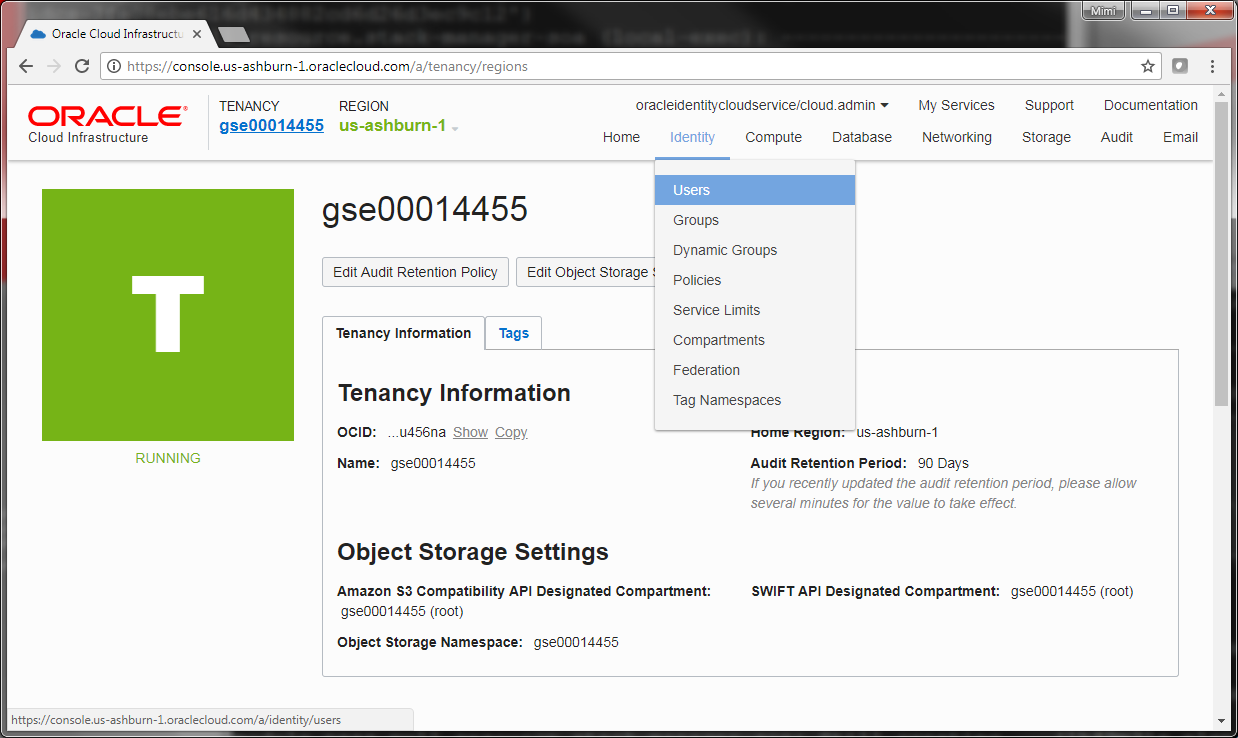 resource.stack-manager-soa (local-exec):
Mimi
Oracle Cloud Infrastructu
https://console.us-ashburn-1.oraclecloud.com/a/tenancy/regions
ORACLE®
Cloud Infrastructure
TENANCY
gse00014455
REGION
us-ashburn-1
oracleidentitycloudservice/cloud.admin
My Services
Support
Documentation
Home
Identity
Compute
Database
Networking
Storage
Audit
Email
Users
Groups
Dynamic Groups
Policies
Service Limits
Compartments
Federation
Tag Namespaces
T
RUNNING
gse00014455
Edit Audit Retention Policy
Edit Object Storage S
Tenancy Information
Tags
Tenancy Information
OCID: ...u456na Show Copy
Name: gse00014455
Home Region: us-ashburn-1
Audit Retention Period: 90 Days
If you recently updated the audit retention period, please allow
several minutes for the value to take effect.
Object Storage Settings
Amazon S3 Compatibility API Designated Compartment:
gse00014455 (root)
SWIFT API Designated Compartment: gse00014455 (root)
Object Storage Namespace: gse00014455
https://console.us-ashburn-1.oraclecloud.com/a/identity/users